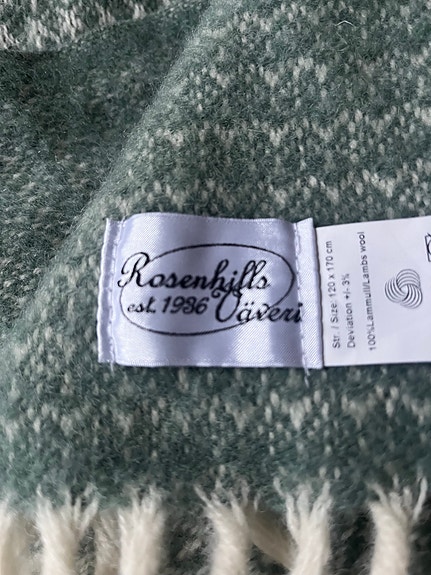 Rosenhills
est. 1986 Väveri
Str. / Size: 120 x 170 cm
Deviation +/- 3%
100%Lammull/Lambs wool